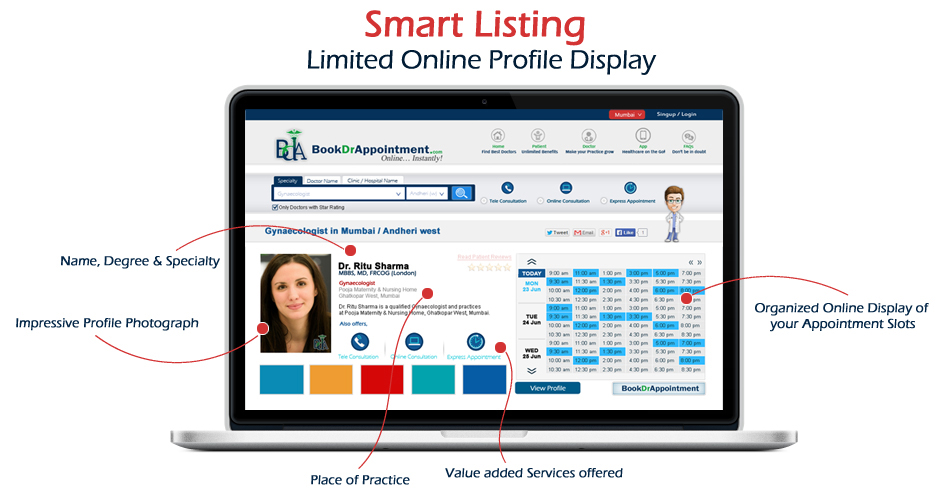 Smart Listing
Limited Online Profile Display
Mumbai
Singup / Login
BDA
BookDrAppointment.com
Online... Instantly!
Home
Find Best Doctors
Patient
Unlimited Benefits
Doctor
Make your Practice grow
App
Healthcare on the Go!
FAQs
Don't be in doubt
Specialty
Doctor Name
Clinic / Hospital Name
Gynaecologist
Andheri
Only Doctors with Star Rating
Tele Consultation
Online Consultation
Express Appointment
Gynaecologist in Mumbai / Andheri west
Tweet
Email
+1
Like
1
Name, Degree & Specialty
Impressive Profile Photograph
Dr. Ritu Sharma
MBBS, MD, FRCOG (London)
Gynaecologist
Pooja Maternity & Nursing Home
Ghatkopar West, Mumbai
Dr. Ritu Sharma is a qualified Gynaecologist and practices
at Pooja Maternity & Nursing Home, Ghatkopar West, Mumbai.
Also offers,
Read Patient Reviews
Tele Consultation
Online Consultation
Express Appointment
TODAY
MON
23 Jun
9:00 am 11:00 am 1:00 pm 3:00 pm 5:00 pm 7:00 pm
9:30 am 11:30 am 1:30 pm 3:30 pm 5:30 pm 7:30 pm
10:00 am 12:00 pm 2:00 pm 4:00 pm 6:00 pm 8:00 pm
10:30 am 12:30 pm 2:30 pm 4:30 pm 6:30 pm
TUE
24 Jun
9:00 am 11:00 am 1:00 pm 3:00 pm 5:00 pm 7:00 pm
9:30 am 11:30 am 1:30 pm 3:30 pm 5:30 pm 7:30 pm
10:00 am 12:00 pm 2:00 pm 4:00 pm 6:00 pm 8:00 pm
10:30 am 12:30 pm 2:30 pm 4:30 pm 6:30 pm 8:30 pm
WED
25 Jun
9:00 am 11:00 am 1:00 pm 3:00 pm 5:00 pm 7:00 pm
9:30 am 11:30 am 1:30 pm 3:30 pm 5:30 pm 7:30 pm
10:00 am 12:00 pm 2:00 pm 4:00 pm 6:00 pm 8:00 pm
10:30 am 12:30 pm 2:30 pm 4:30 pm 6:30 pm 8:30 pm
View Profile
BookDrAppointment
Organized Online Display of
your Appointment Slots
Place of Practice
Value added Services offered